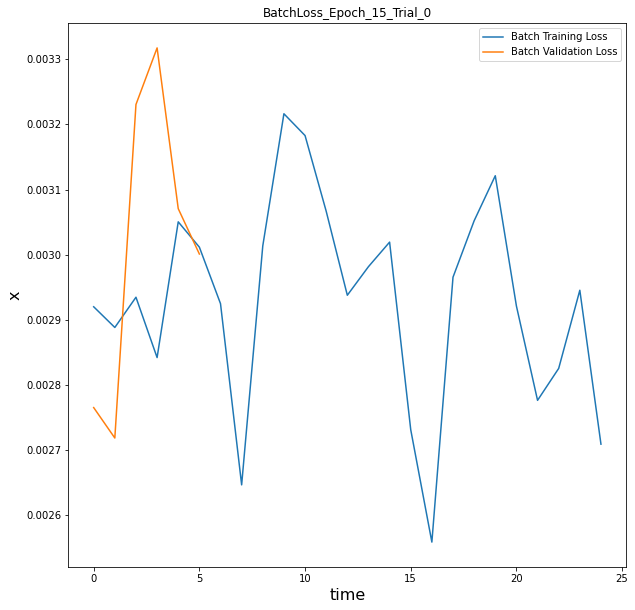 BatchLoss_Epoch_15_Trial_0
Batch Training Loss
Batch Validation Loss
0.0033
0.0032
0.0031
0.0030
0.0029
0.0028
0.0027
0.0026
x
0 5 10 15 20 25
time